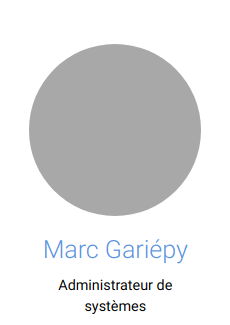 Marc Gariépy
Administrateur de
systèmes